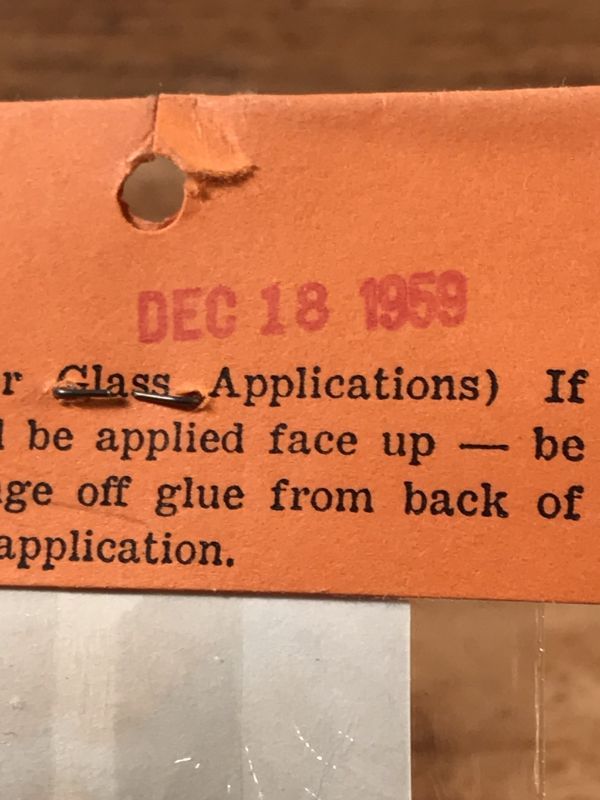 DEC 18 1959
r Glass Applications) If
be applied face up — be
ge off glue from back of
application.